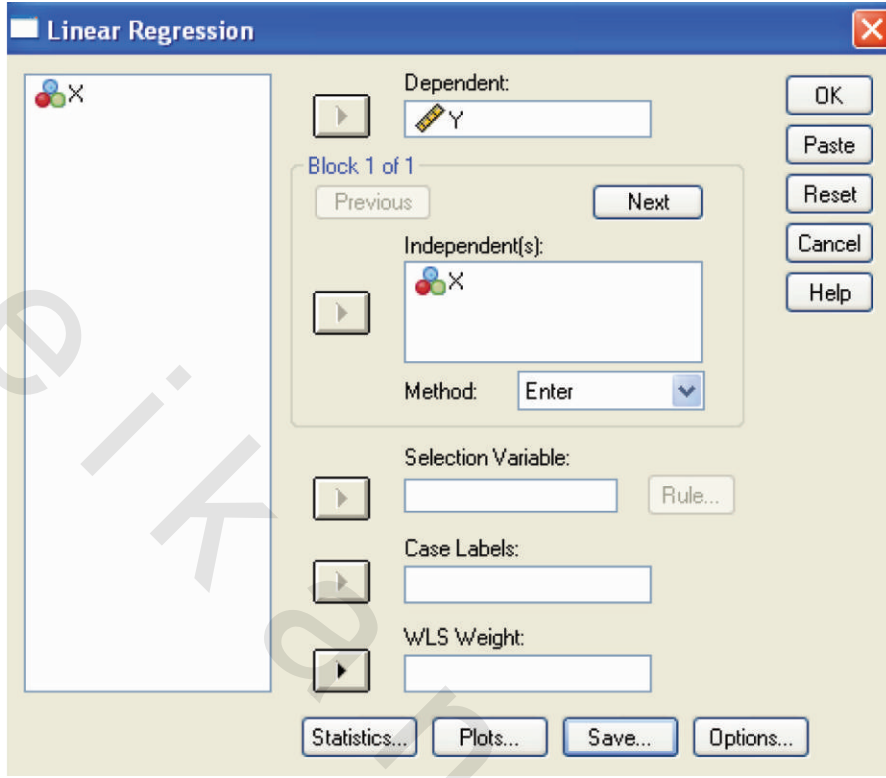 Linear Regression
X
Dependent:
Y
OK
Paste
Reset
Cancel
Help
Block 1 of 1
Previous
Next
Independent(s):
X
Method:
Enter
Selection Variable:
Rule...
Case Labels:
WLS Weight:
Statistics...
Plots...
Save...
Options...
e i k a n